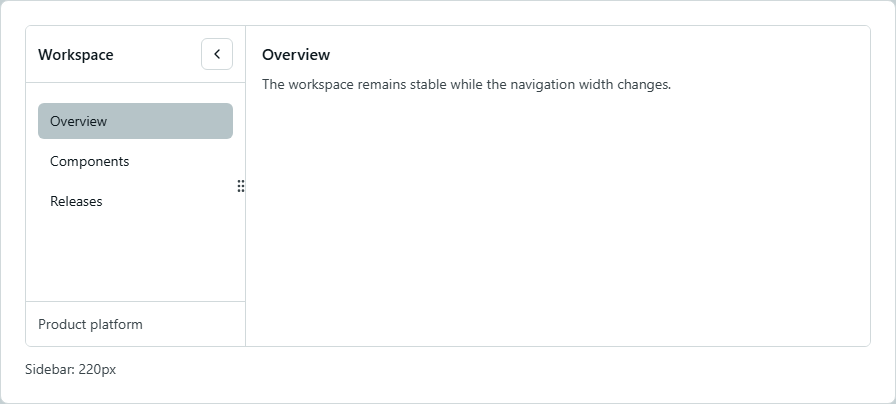 Workspace
Overview
Components
Releases
Product platform
Overview
The workspace remains stable while the navigation width changes.
Sidebar: 220px